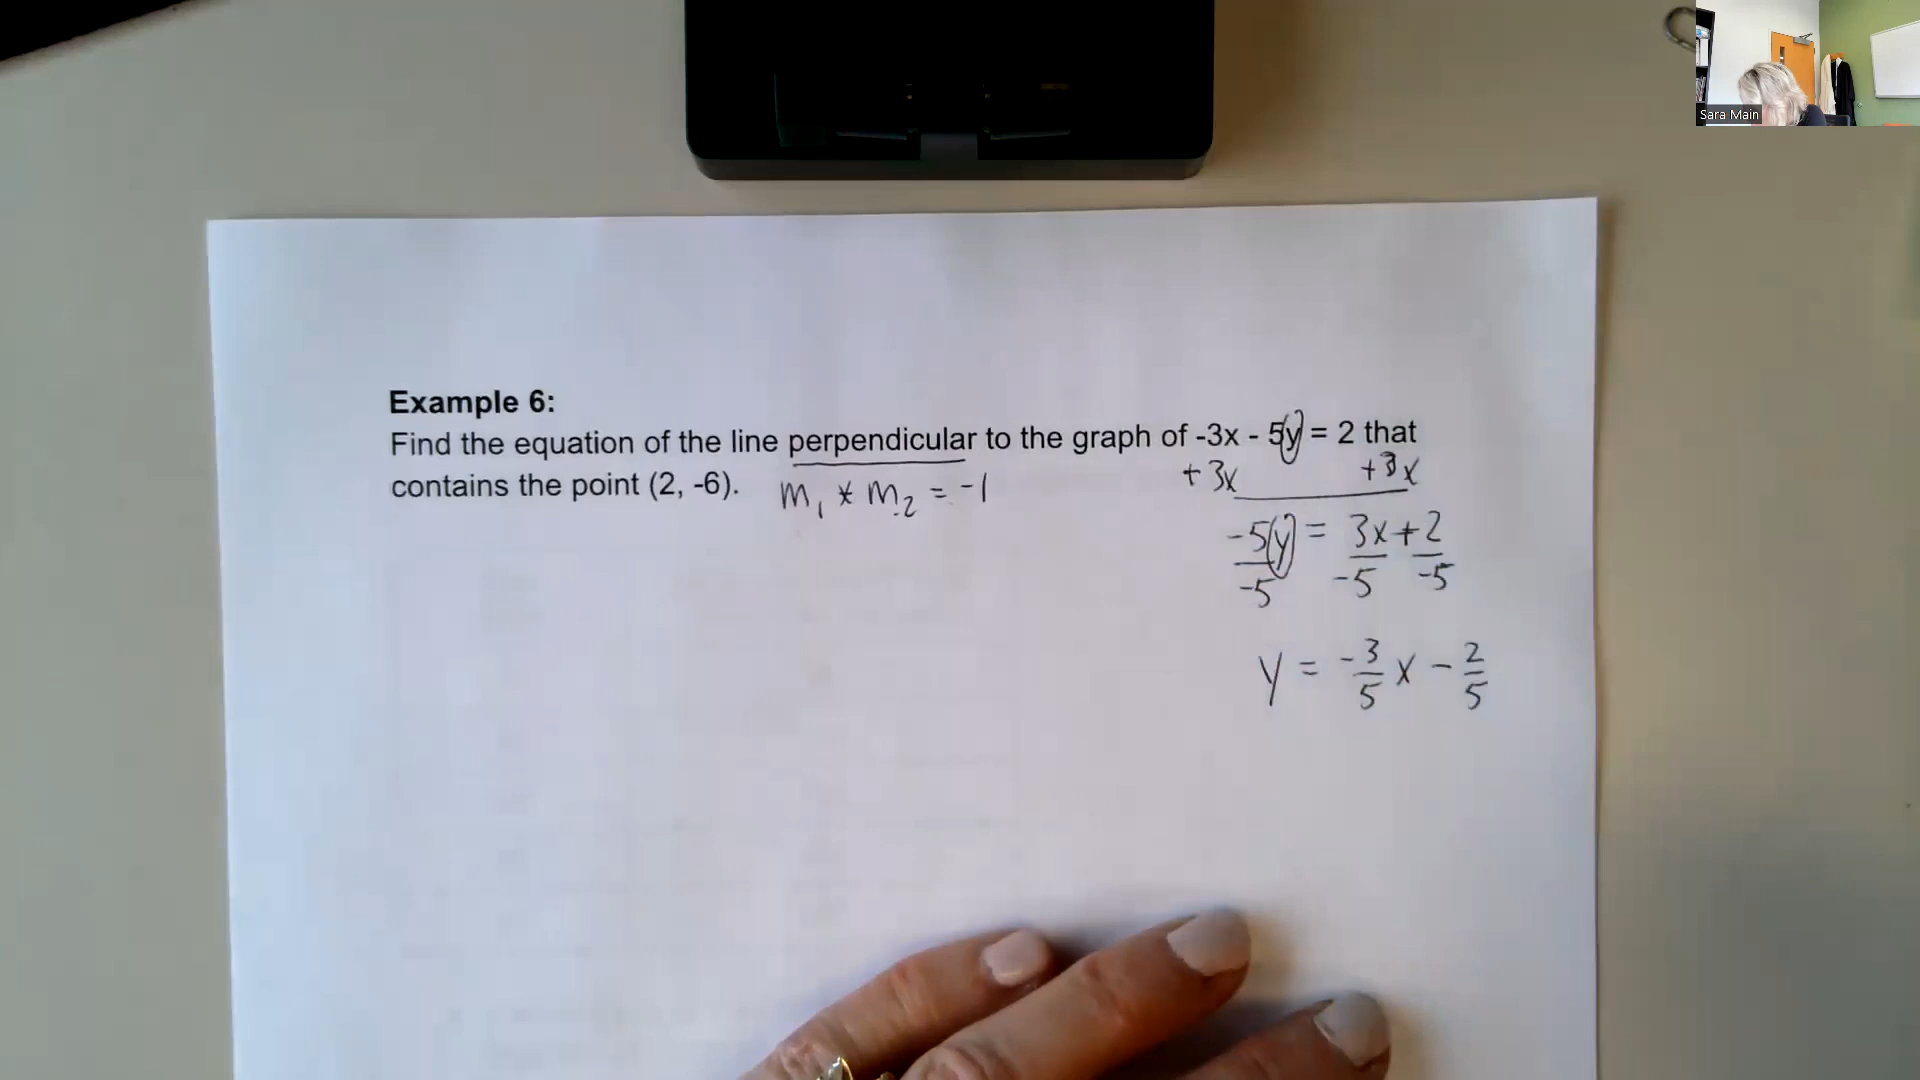 Sara Main
Example 6:
Find the equation of the line perpendicular to the graph of -3x - 5y = 2 that
+3x +3x
contains the point (2, -6). m₁ * m₂ = -1
-5y = 3x + 2
-5 -5 -5
y = -3/5 x - 2/5